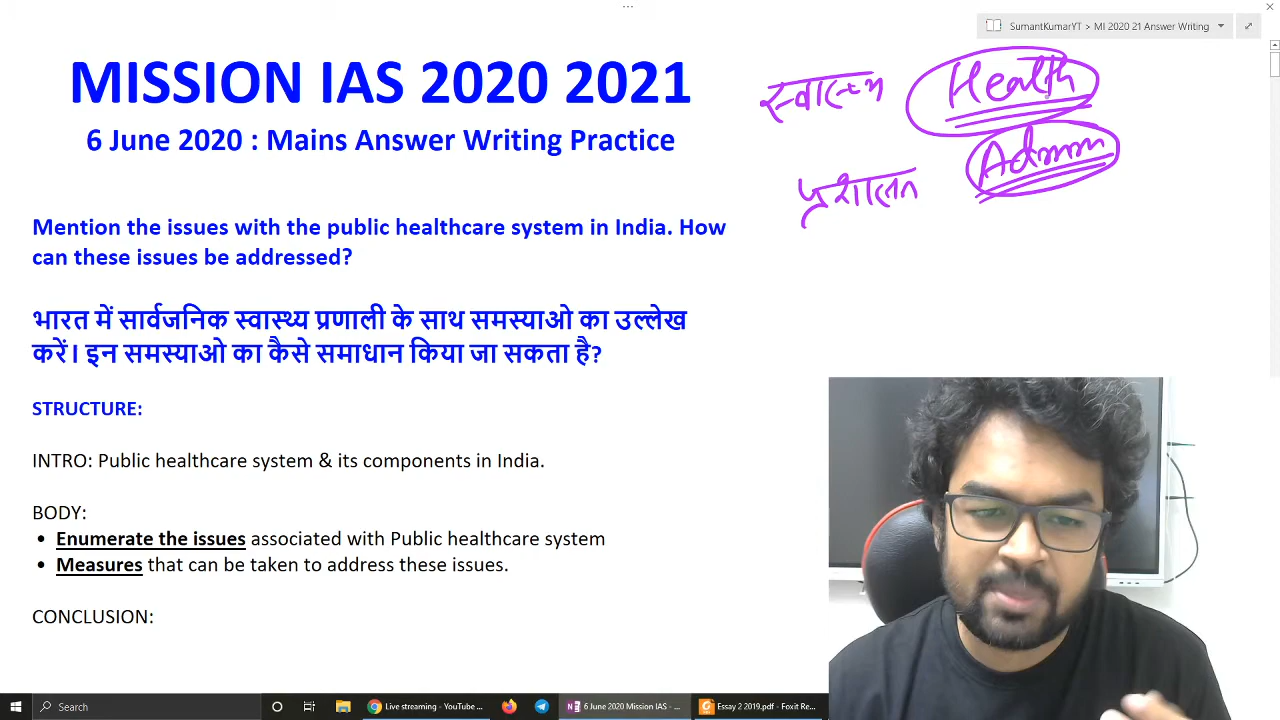 SumantKumarYT > MI 2020 21 Answer Writing
MISSION IAS 2020 2021
6 June 2020 : Mains Answer Writing Practice
स्वास्थ्य Health
प्रशासन Admin
Mention the issues with the public healthcare system in India. How
can these issues be addressed?
भारत में सार्वजनिक स्वास्थ्य प्रणाली के साथ समस्याओ का उल्लेख
करें। इन समस्याओ का कैसे समाधान किया जा सकता है?
STRUCTURE:
INTRO: Public healthcare system & its components in India.
BODY:
• Enumerate the issues associated with Public healthcare system
• Measures that can be taken to address these issues.
CONCLUSION:
Search
Live streaming - YouTube ...
6 June 2020 Mission IAS - ...
Essay 2 2019.pdf - Foxit Re...